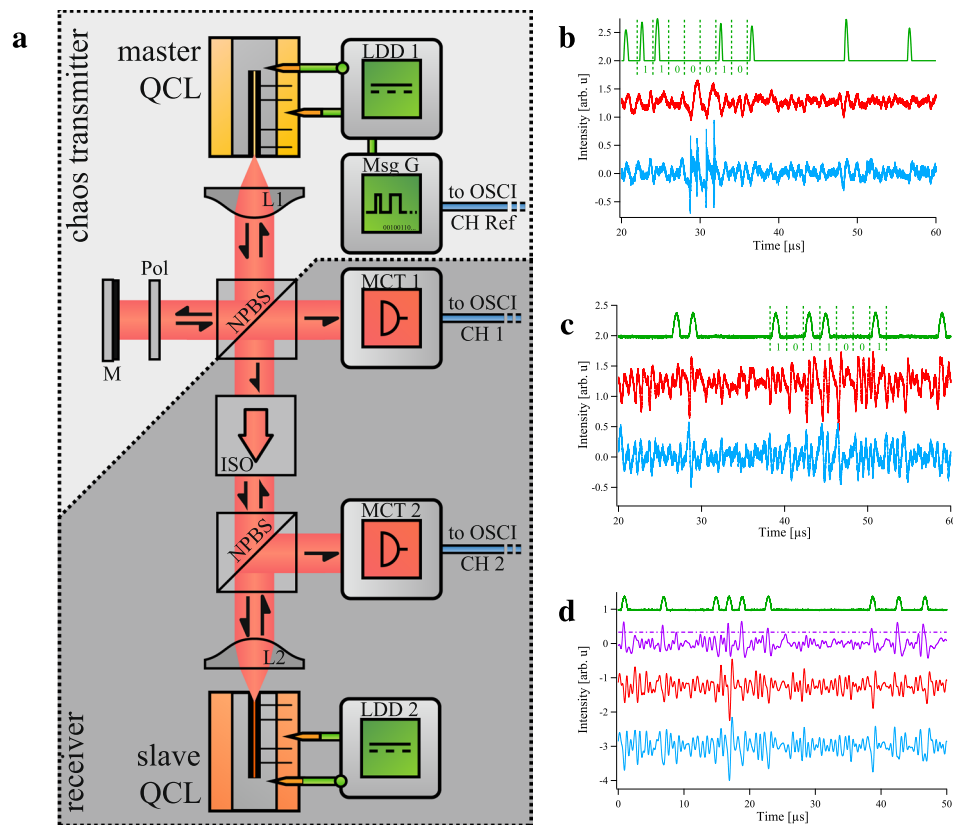 a
chaos transmitter
master
QCL
LDD 1
Msg G
00100110...
to OSCI
CH Ref
L1
Pol
M
NPBS
MCT 1
to OSCI
CH 1
ISO
NPBS
MCT 2
to OSCI
CH 2
L2
receiver
slave
QCL
LDD 2
b
Intensity [arb. u]
2.5
2.0
1.5
1.0
0.5
0.0
-0.5
1 1 0 0 1 0
20 30 40 50 60
Time [µs]
c
Intensity [arb. u]
2.5
2.0
1.5
1.0
0.5
0.0
-0.5
1 0 1 1 0 0 1
20 30 40 50 60
Time [µs]
d
Intensity [arb. u]
1
0
-1
-3
-4
0 10 20 30 40 50
Time [µs]